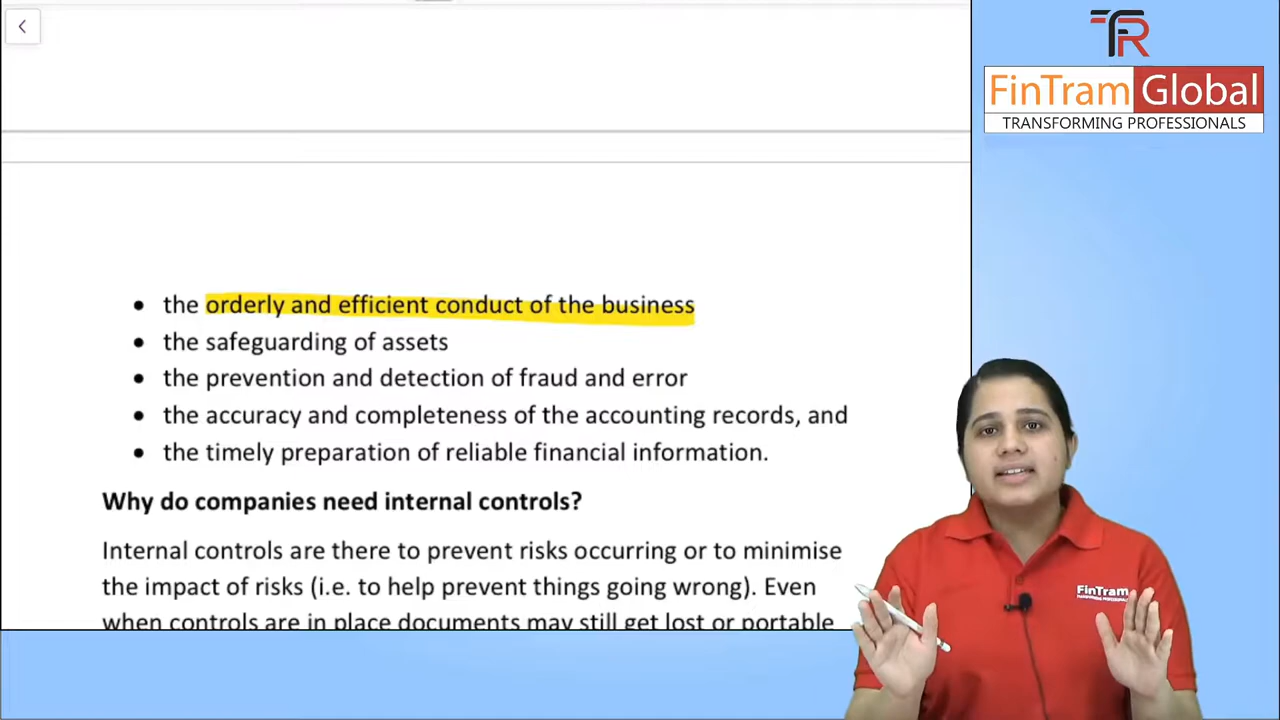 FinTram Global
TRANSFORMING PROFESSIONALS
• the orderly and efficient conduct of the business
• the safeguarding of assets
• the prevention and detection of fraud and error
• the accuracy and completeness of the accounting records, and
• the timely preparation of reliable financial information.
Why do companies need internal controls?
Internal controls are there to prevent risks occurring or to minimise
the impact of risks (i.e. to help prevent things going wrong). Even
when controls are in place documents may still get lost or portable
FinTram